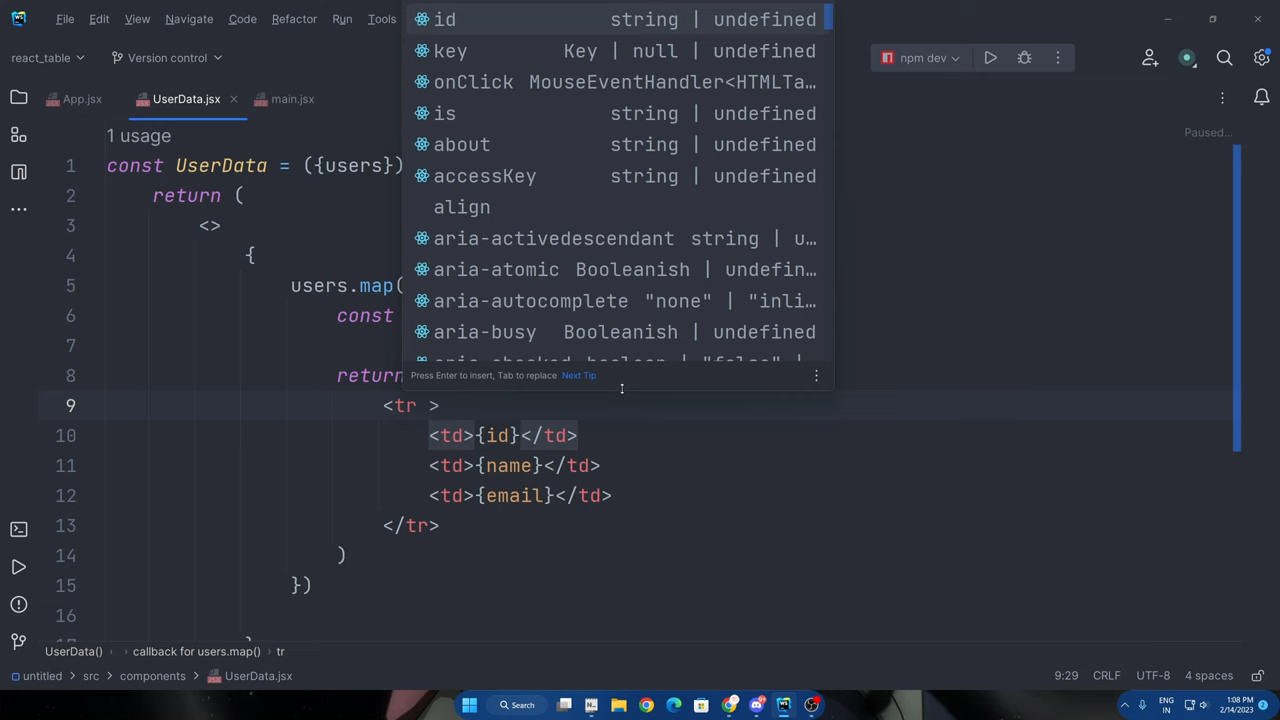 File Edit View Navigate Code Refactor Run Tools
react_table Version control npm dev
App.jsx UserData.jsx main.jsx
id string | undefined
key Key | null | undefined
onClick MouseEventHandler<HTMLTa…
is string | undefined
about string | undefined
accessKey string | undefined
align
aria-activedescendant string | u…
aria-atomic Booleanish | undefin…
aria-autocomplete "none" | "inli…
aria-busy Booleanish | undefined
Press Enter to insert, Tab to replace Next Tip
Paused...
1 usage
1 const UserData = ({users})
2 return (
3 <>
4 {
5 users.map(
6 const
7
8 return
9 <tr >
10 <td>{id}</td>
11 <td>{name}</td>
12 <td>{email}</td>
13 </tr>
14 )
15 })
16
UserData() callback for users.map() tr
untitled src components UserData.jsx 9:29 CRLF UTF-8 4 spaces
Search
ENG
IN
1:08 PM
2/14/2023